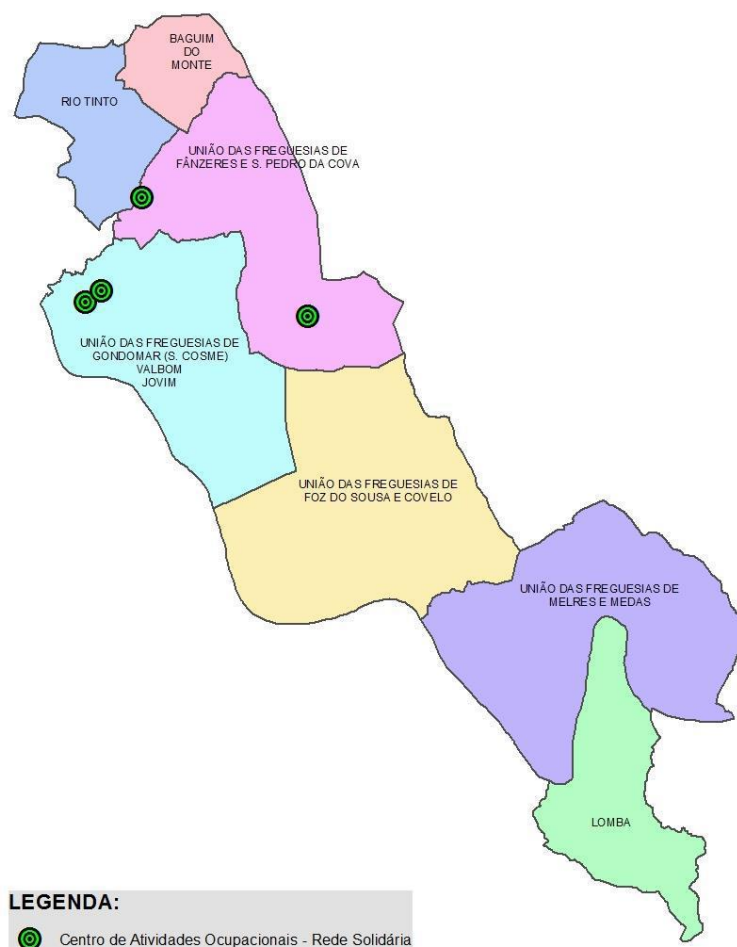 BAGUIM
DO
MONTE
RIO TINTO
UNIÃO DAS FREGUESIAS DE
FÂNZERES E S. PEDRO DA COVA
UNIÃO DAS FREGUESIAS DE
GONDOMAR (S. COSME)
VALBOM
JOVIM
UNIÃO DAS FREGUESIAS DE
FOZ DO SOUSA E COVELO
UNIÃO DAS FREGUESIAS DE
MELRES E MEDAS
LOMBA
LEGENDA:
Centro de Atividades Ocupacionais - Rede Solidária